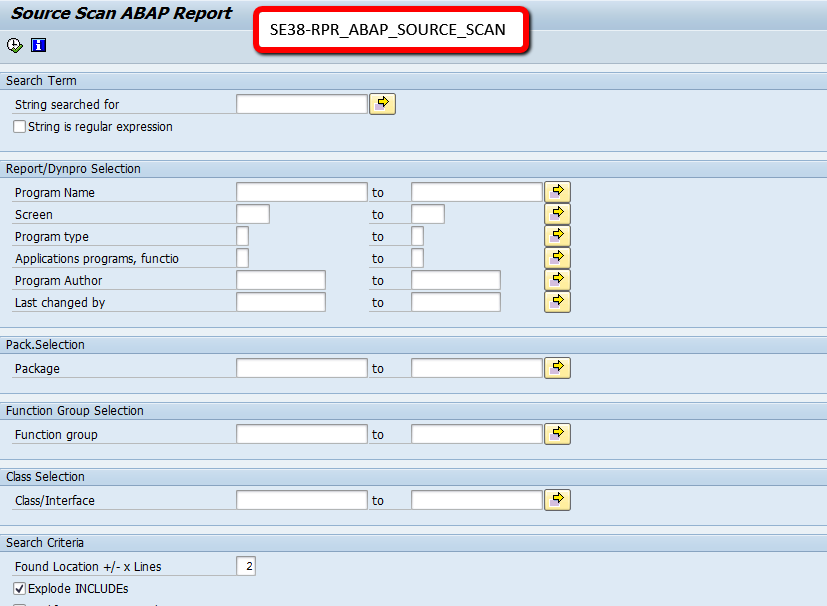 Source Scan ABAP Report
SE38-RPR_ABAP_SOURCE_SCAN
Search Term
String searched for
String is regular expression
Report/Dynpro Selection
Program Name to
Screen to
Program type to
Applications programs, functio to
Program Author to
Last changed by to
Pack.Selection
Package to
Function Group Selection
Function group to
Class Selection
Class/Interface to
Search Criteria
Found Location +/- x Lines 2
Explode INCLUDEs